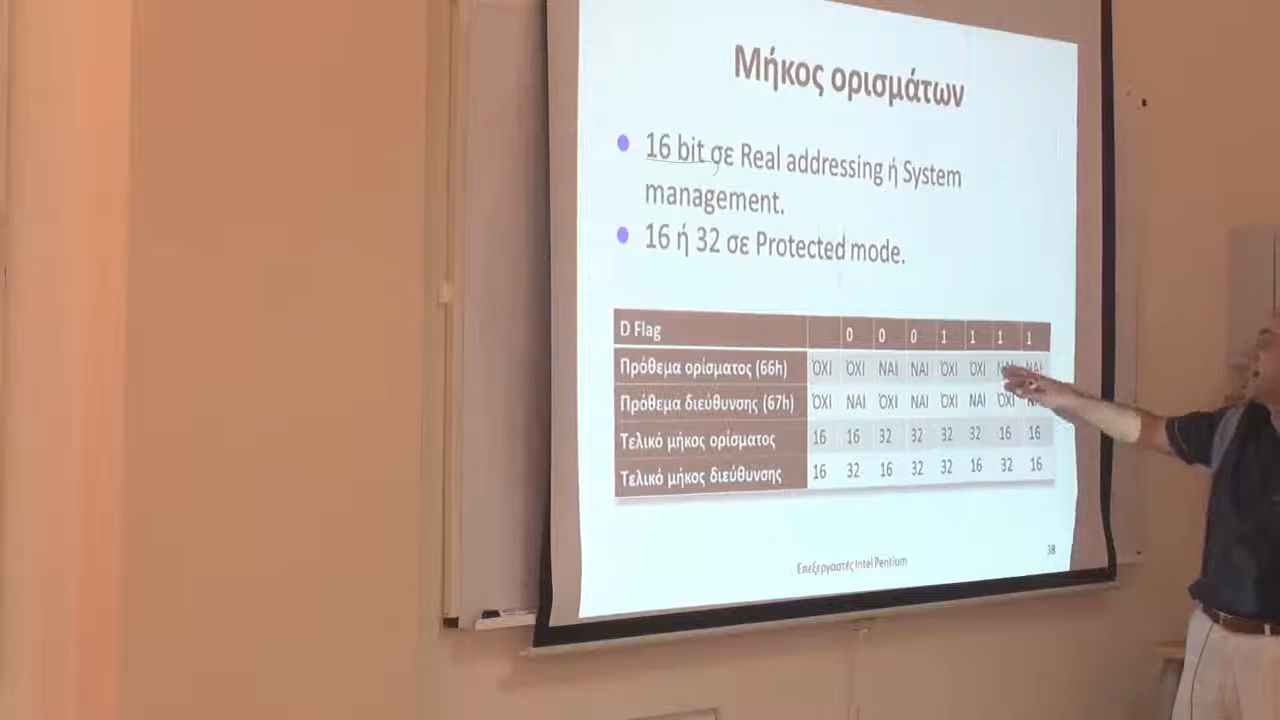 Μήκος ορισμάτων
16 bit σε Real addressing ή System
management.
16 ή 32 σε Protected mode.
D Flag 0 0 0 1 1 1 1
Πρόθεμα ορίσματος (66h) ΌΧΙ ΌΧΙ ΝΑΙ ΝΑΙ ΌΧΙ ΌΧΙ ΝΑΙ ΝΑΙ
Πρόθεμα διεύθυνσης (67h) ΌΧΙ ΝΑΙ ΌΧΙ ΝΑΙ ΌΧΙ ΝΑΙ ΌΧΙ
Τελικό μήκος ορίσματος 16 16 32 32 32 32 16 16
Τελικό μήκος διεύθυνσης 16 32 16 32 32 16 32 16
Επεξεργαστές Intel Pentium
38